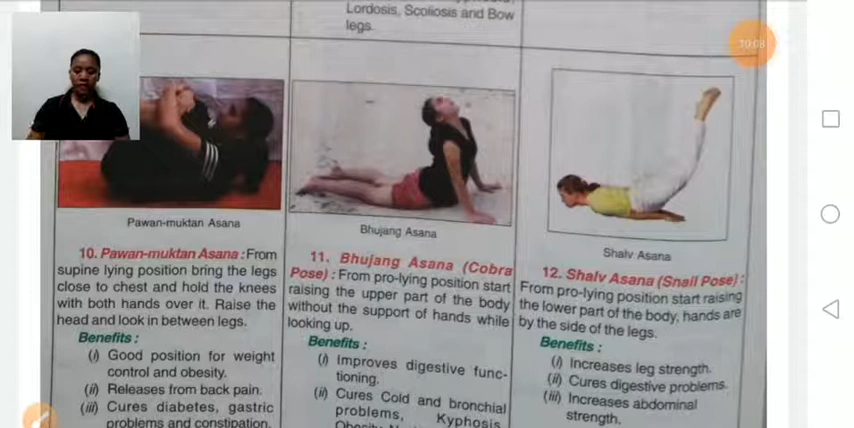 Lordosis, Scoliosis and Bow
legs.
10:08
Pawan-muktan Asana
Bhujang Asana
Shalv Asana
10. Pawan-muktan Asana : From
supine lying position bring the legs
close to chest and hold the knees
with both hands over it. Raise the
head and look in between legs.
Benefits :
(i) Good position for weight
control and obesity.
(ii) Releases from back pain.
(iii) Cures diabetes, gastric
problems and constipation.
11. Bhujang Asana (Cobra
Pose) : From pro-lying position start
raising the upper part of the body
without the support of hands while
looking up.
Benefits :
(i) Improves digestive func-
tioning.
(ii) Cures Cold and bronchial
problems, Kyphosis,
Obesity
12. Shalv Asana (Snail Pose) :
From pro-lying position start raising
the lower part of the body, hands are
by the side of the legs.
Benefits :
(i) Increases leg strength.
(ii) Cures digestive problems.
(iii) Increases abdominal
strength.